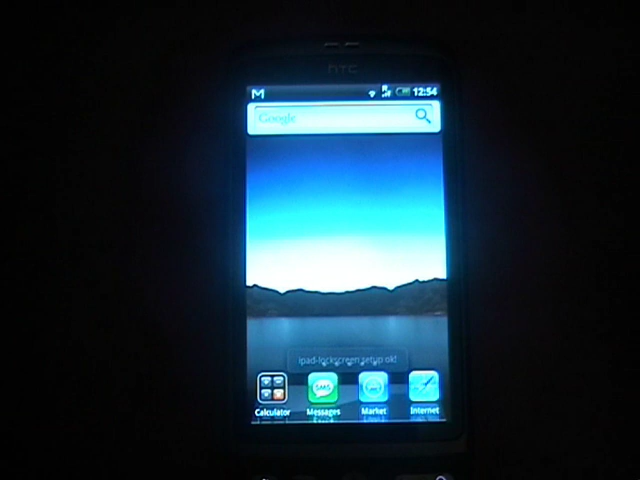 hTC
12:54
Google
ipad-lockscreen setup ok!
SMS
Calculator
Messages
Market
Internet